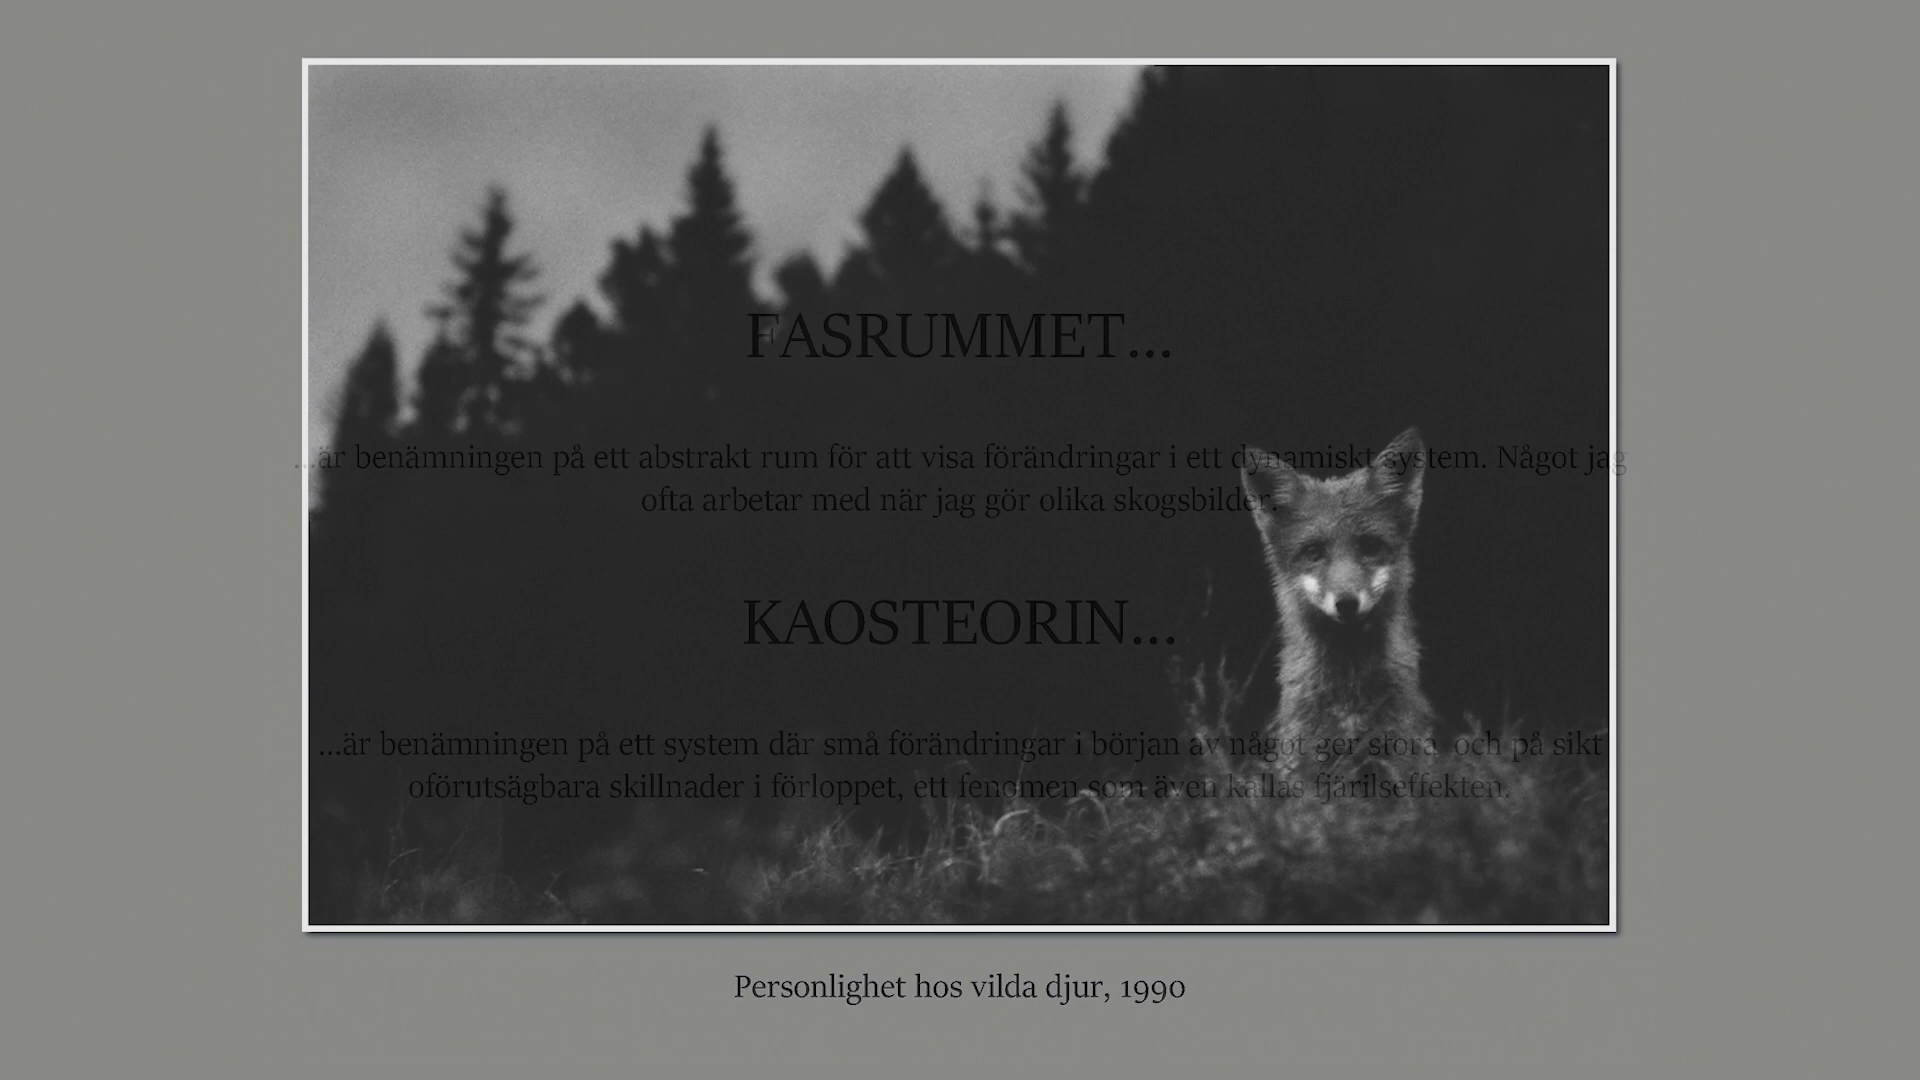 FASRUMMET...
...är benämningen på ett abstrakt rum för att visa förändringar i ett dynamiskt system. Något jag
ofta arbetar med när jag gör olika skogsbilder.
KAOSTEORIN...
...är benämningen på ett system där små förändringar i början av något ger stora och på sikt
oförutsägbara skillnader i förloppet, ett fenomen som även kallas fjärilseffekten.
Personlighet hos vilda djur, 1990